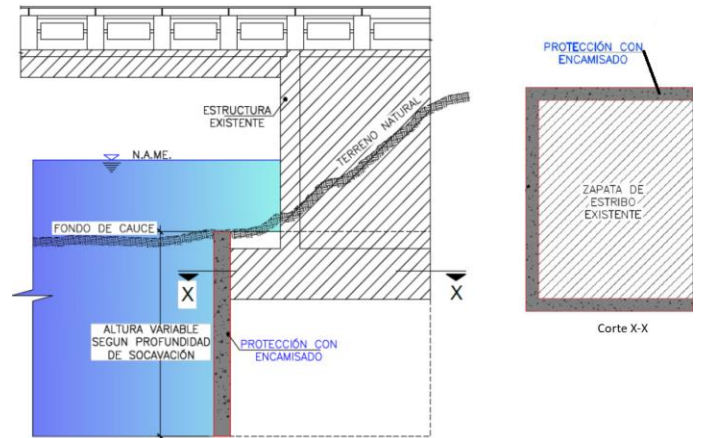 ESTRUCTURA
EXISTENTE
TERRENO NATURAL
N.A.ME.
FONDO DE CAUCE
X
X
ALTURA VARIABLE
SEGUN PROFUNDIDAD
DE SOCAVACIÓN
PROTECCIÓN CON
ENCAMISADO
PROTECCIÓN CON
ENCAMISADO
ZAPATA DE
ESTRIBO
EXISTENTE
Corte X-X